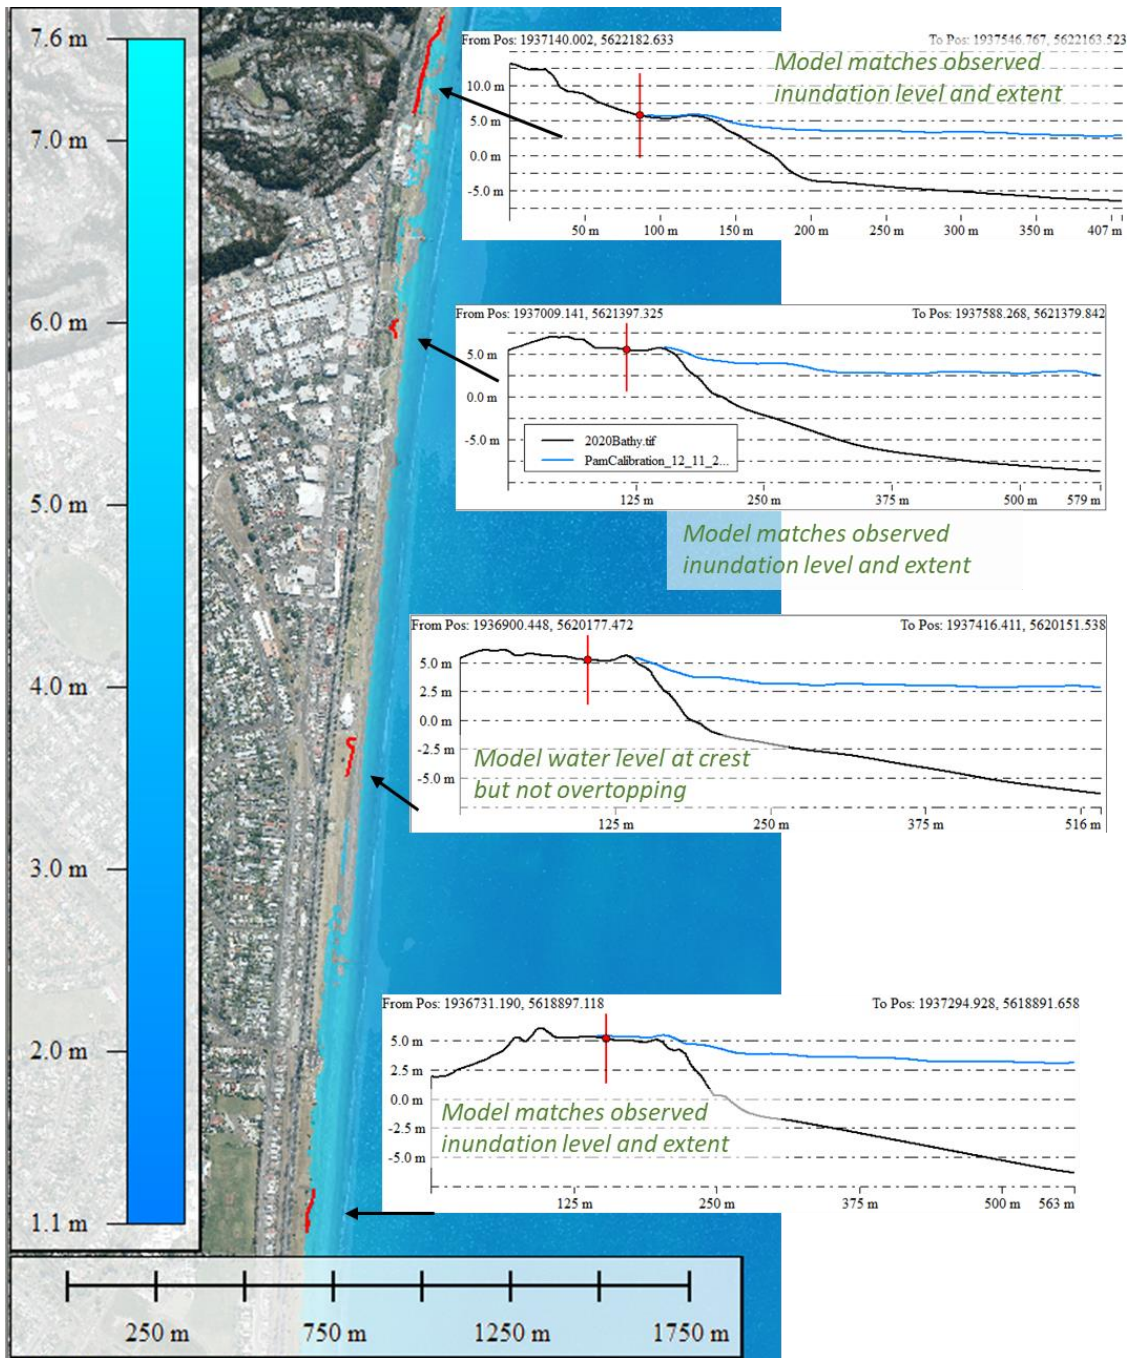 7.6 m
7.0 m
6.0 m
5.0 m
4.0 m
3.0 m
2.0 m
1.1 m
From Pos: 1937140.002, 5622182.633 To Pos: 1937546.767, 5622163.523
Model matches observed
inundation level and extent
10.0 m
5.0 m
0.0 m
-5.0 m
50 m 100 m 150 m 200 m 250 m 300 m 350 m 407 m
From Pos: 1937009.141, 5621397.325 To Pos: 1937588.268, 5621379.842
5.0 m
0.0 m
-5.0 m
2020Bathy.tif
PamCalibration_12_11_2...
125 m 250 m 375 m 500 m 579 m
Model matches observed
inundation level and extent
From Pos: 1936900.448, 5620177.472 To Pos: 1937416.411, 5620151.538
5.0 m
2.5 m
0.0 m
-2.5 m
-5.0 m
Model water level at crest
but not overtopping
125 m 250 m 375 m 516 m
From Pos: 1936731.190, 5618897.118 To Pos: 1937294.928, 5618891.658
5.0 m
2.5 m
0.0 m
-2.5 m
-5.0 m
Model matches observed
inundation level and extent
125 m 250 m 375 m 500 m 563 m
250 m 750 m 1250 m 1750 m